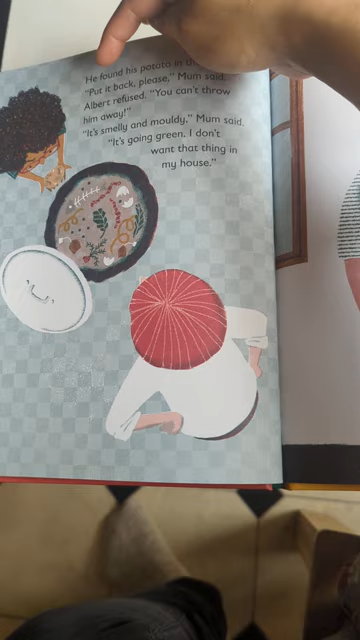 He found his potato in the
"Put it back, please," Mum said.
Albert refused. "You can't throw
him away!"
"It's smelly and mouldy," Mum said.
"It's going green. I don't
want that thing in
my house."